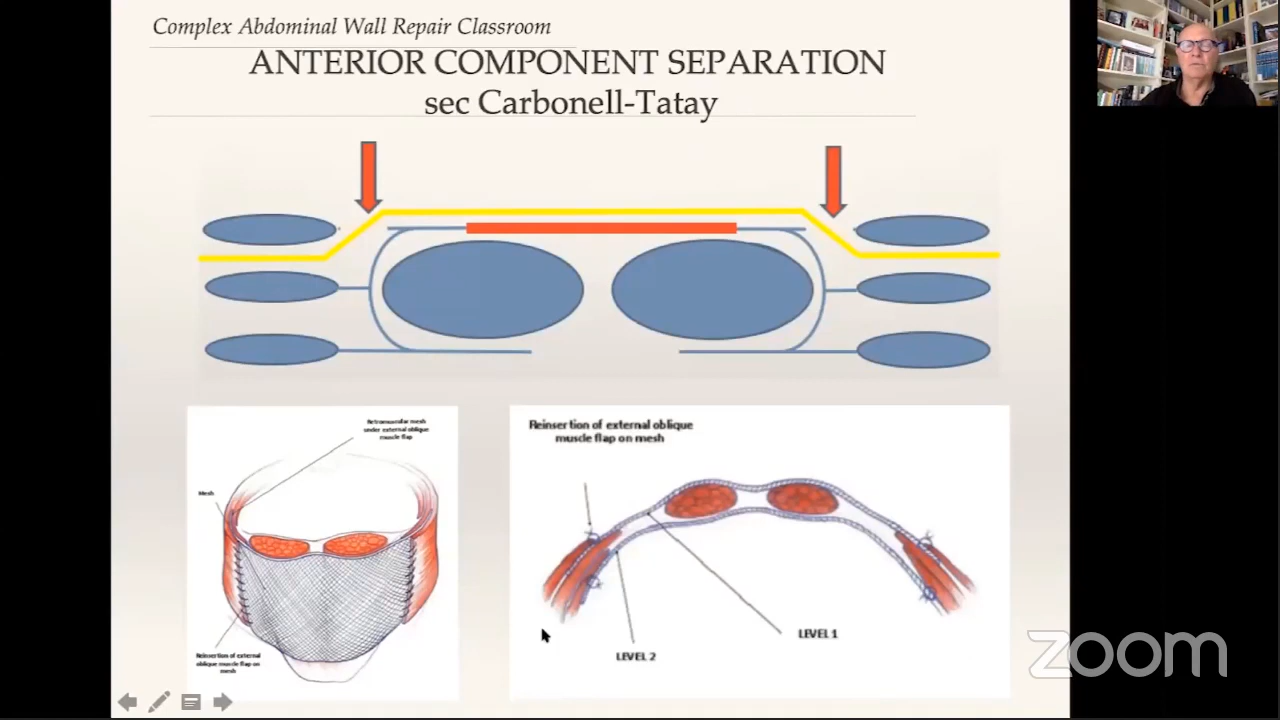 Complex Abdominal Wall Repair Classroom
ANTERIOR COMPONENT SEPARATION
sec Carbonell-Tatay
Retromuscular mesh
under external oblique
muscle flap
Mesh
Reinsertion of external
oblique muscle flap on
mesh
Reinsertion of external oblique
muscle flap on mesh
LEVEL 1
LEVEL 2
zoom